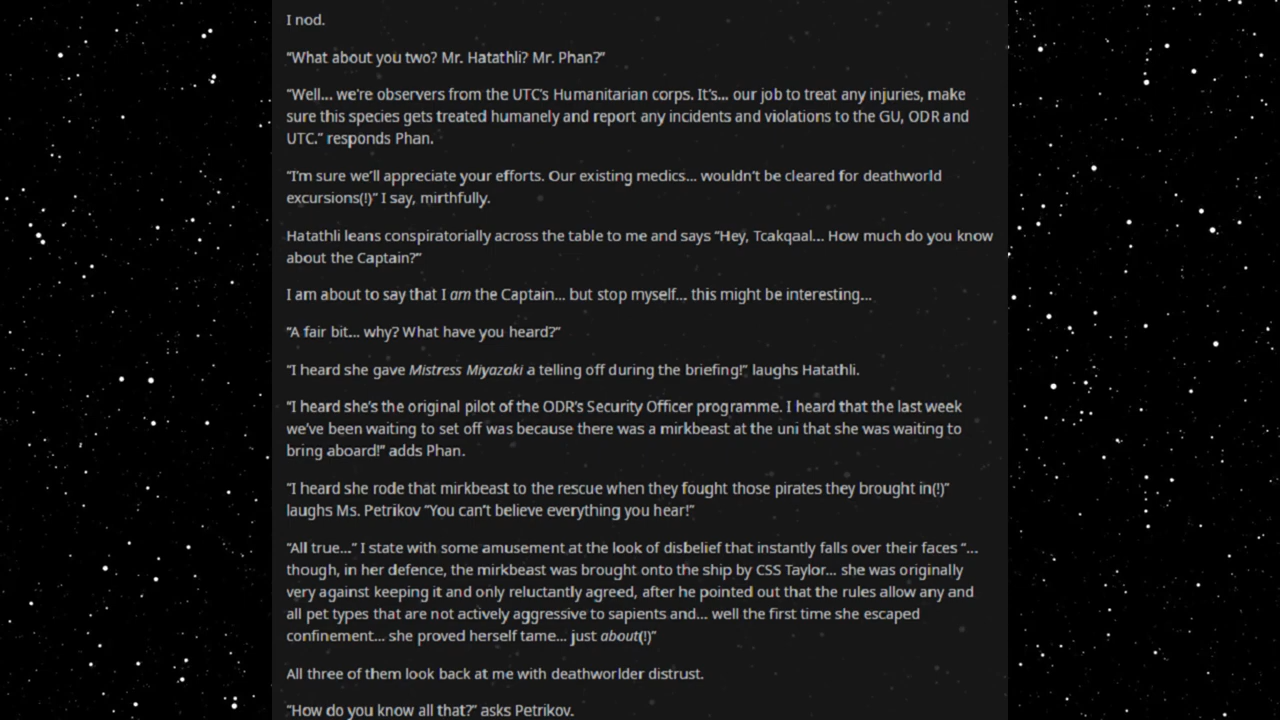 I nod.
“What about you two? Mr. Hatathli? Mr. Phan?”
“Well... we're observers from the UTC's Humanitarian corps. It's... our job to treat any injuries, make
sure this species gets treated humanely and report any incidents and violations to the GU, ODR and
UTC.” responds Phan.
“I'm sure we'll appreciate your efforts. Our existing medics... wouldn't be cleared for deathworld
excursions(!)” I say, mirthfully.
Hatathli leans conspiratorially across the table to me and says “Hey, Tcakqaal... How much do you know
about the Captain?”
I am about to say that I am the Captain... but stop myself... this might be interesting...
“A fair bit... why? What have you heard?”
“I heard she gave Mistress Miyazaki a telling off during the briefing!” laughs Hatathli.
“I heard she's the original pilot of the ODR's Security Officer programme. I heard that the last week
we've been waiting to set off was because there was a mirkbeast at the uni that she was waiting to
bring aboard!” adds Phan.
“I heard she rode that mirkbeast to the rescue when they fought those pirates they brought in(!)”
laughs Ms. Petrikov “You can't believe everything you hear!”
“All true...“ I state with some amusement at the look of disbelief that instantly falls over their faces “...
though, in her defence, the mirkbeast was brought onto the ship by CSS Taylor... she was originally
very against keeping it and only reluctantly agreed, after he pointed out that the rules allow any and
all pet types that are not actively aggressive to sapients and... well the first time she escaped
confinement... she proved herself tame... just about(!)”
All three of them look back at me with deathworlder distrust.
“How do you know all that?” asks Petrikov.